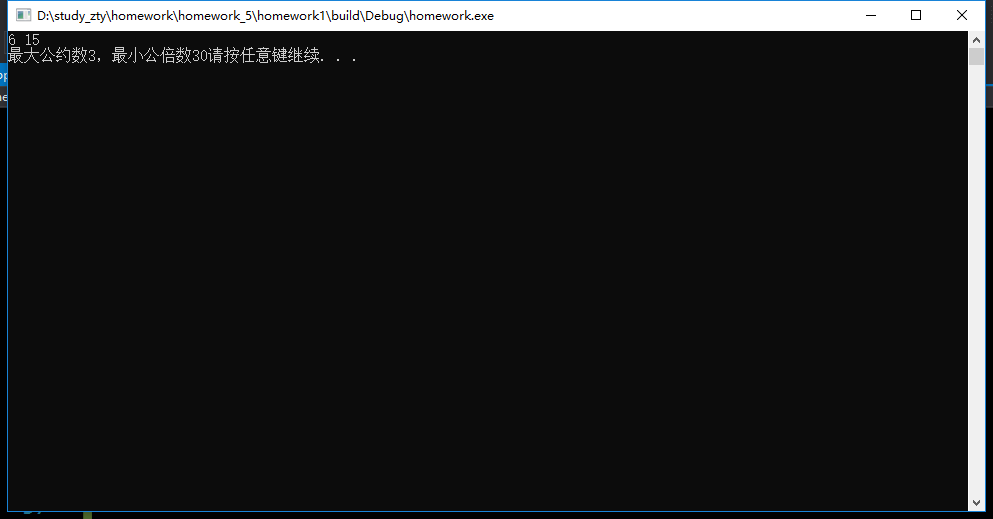 D:\study_zty\homework\homework_5\homework1\build\Debug\homework.exe
6 15
最大公约数3，最小公倍数30请按任意键继续. . .